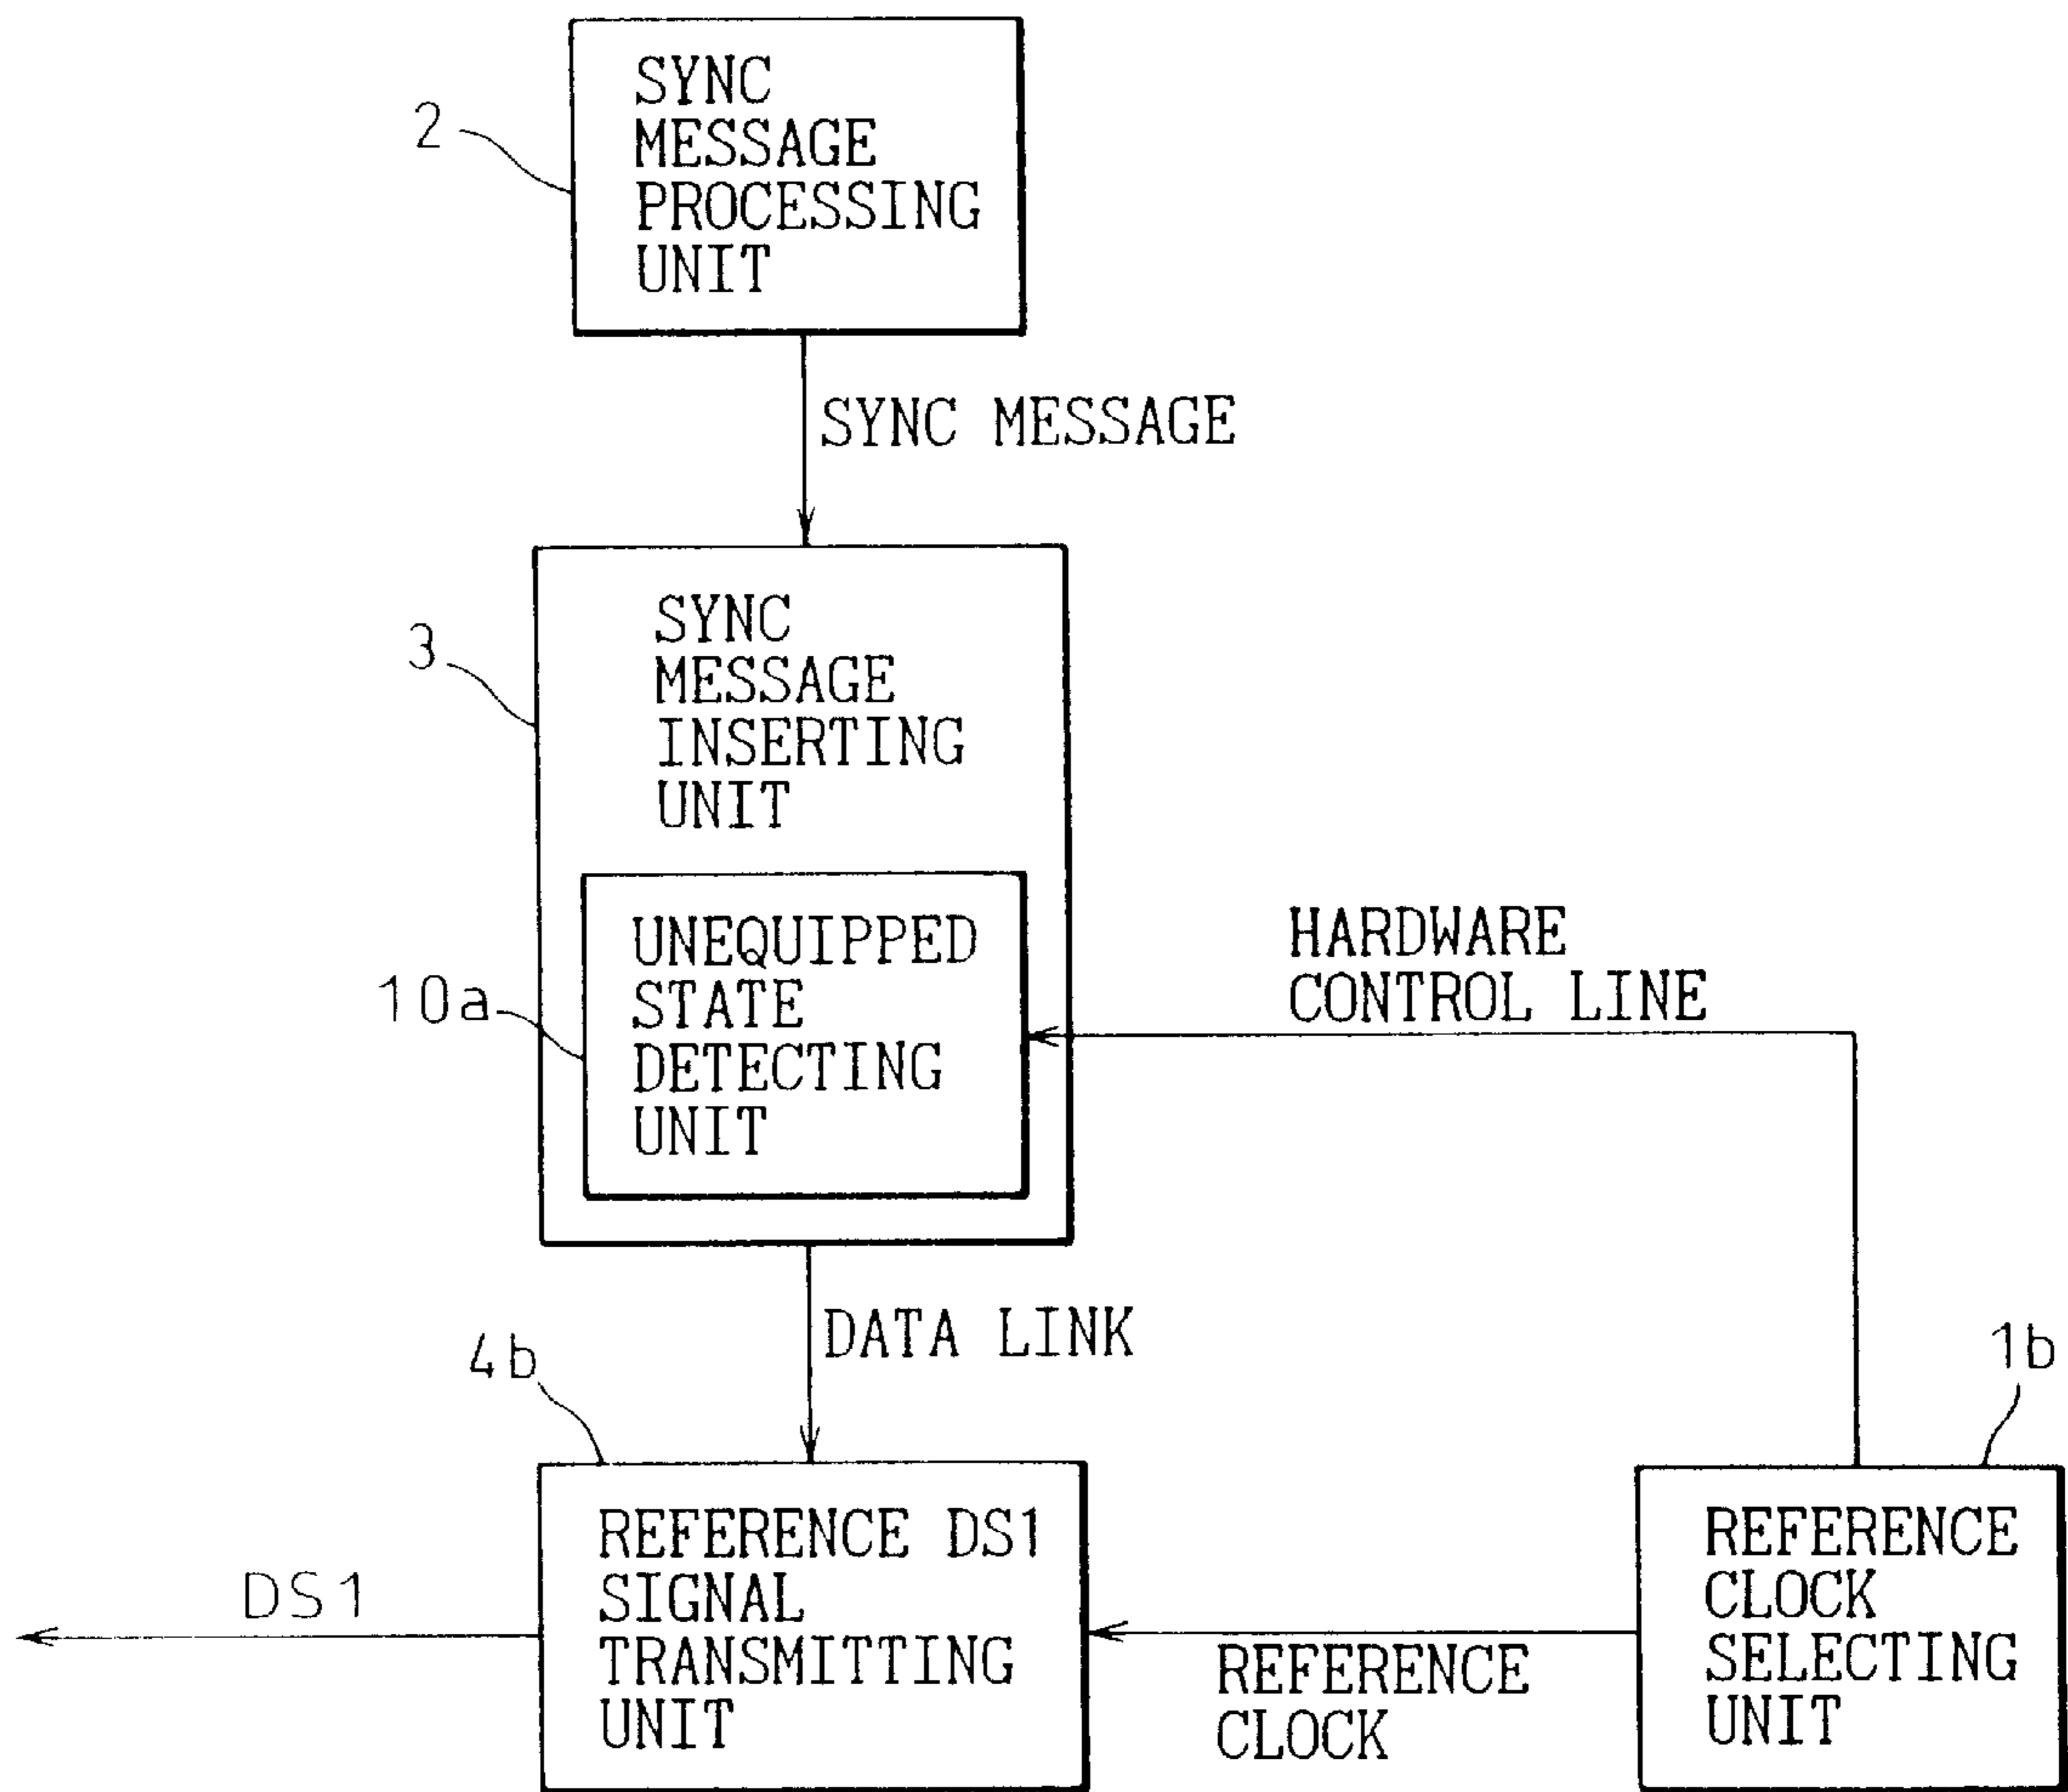 SYNC
MESSAGE
PROCESSING
UNIT
2
SYNC MESSAGE
SYNC
MESSAGE
INSERTING
UNIT
3
UNEQUIPPED
STATE
DETECTING
UNIT
10a
HARDWARE
CONTROL LINE
DATA LINK
4b
1b
REFERENCE DS1
SIGNAL
TRANSMITTING
UNIT
DS1
REFERENCE
CLOCK
REFERENCE
CLOCK
SELECTING
UNIT